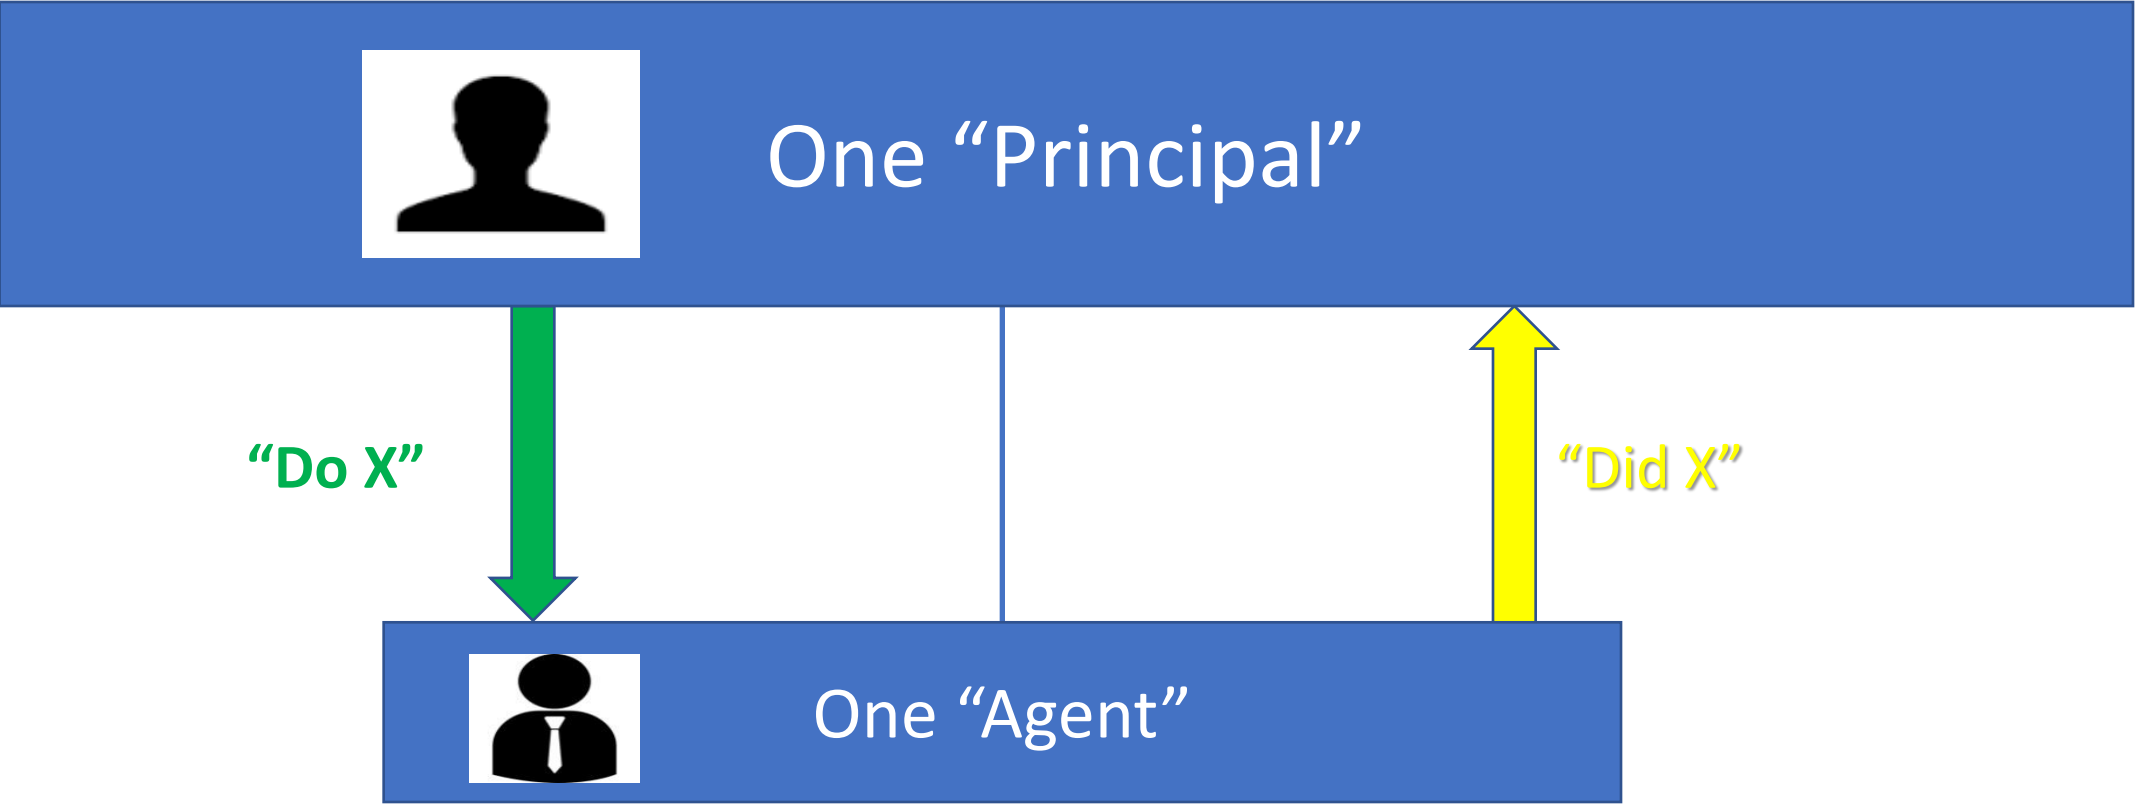 One “Principal”
“Do X”
“Did X”
One “Agent”